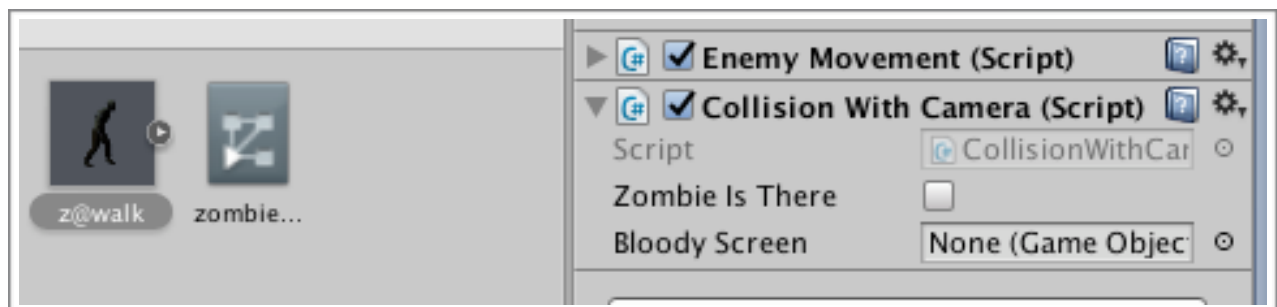 Enemy Movement (Script)
Collision With Camera (Script)
Script
CollisionWithCar
Zombie Is There
Bloody Screen
None (Game Objec
z@walk
zombie...